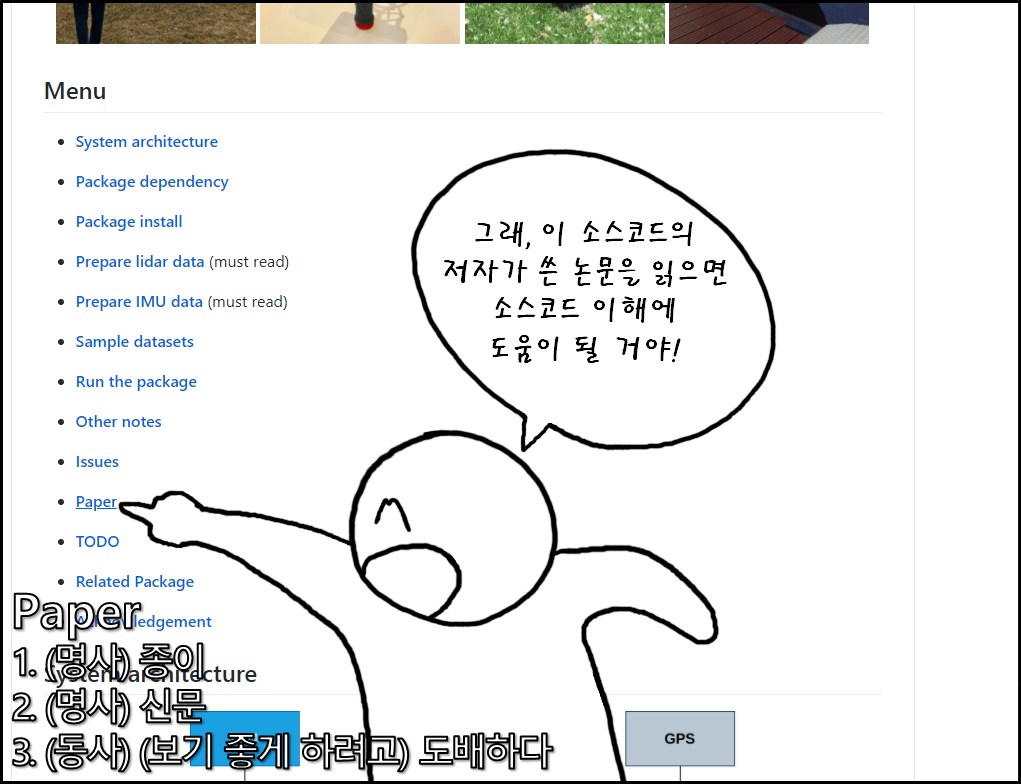 Menu
System architecture
Package dependency
Package install
Prepare lidar data (must read)
Prepare IMU data (must read)
Sample datasets
Run the package
Other notes
Issues
Paper
TODO
Related Package
Acknowledgement
System architecture
GPS
그래, 이 소스코드의
저자가 쓴 논문을 읽으면
소스코드 이해에
도움이 될 거야!
Paper
1. (명사) 종이
2. (명사) 신문
3. (동사) (보기 좋게 하려고) 도배하다